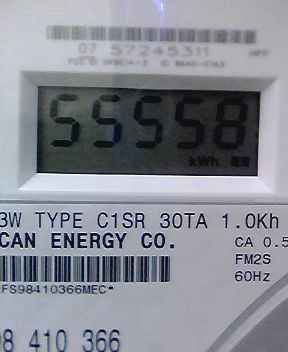 07 57245311
55558
kWh
3W TYPE C1SR 30TA 1.0Kh
CAN ENERGY CO.
CA 0.5
FM2S
60Hz
FS98410366MEC*
98 410 366